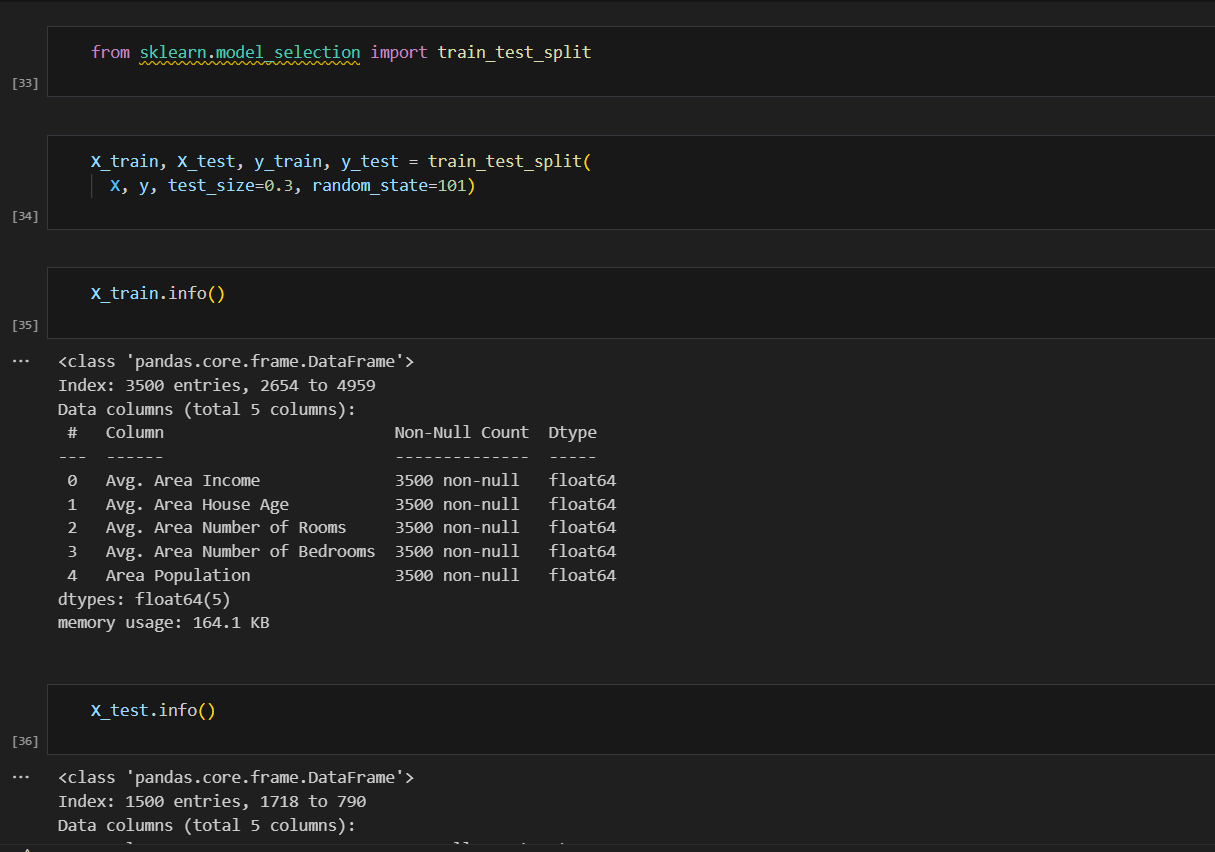 from sklearn.model_selection import train_test_split
[33]
X_train, X_test, y_train, y_test = train_test_split(
X, y, test_size=0.3, random_state=101)
[34]
X_train.info()
[35]
...
<class 'pandas.core.frame.DataFrame'>
Index: 3500 entries, 2654 to 4959
Data columns (total 5 columns):
 #   Column                        Non-Null Count  Dtype
---  ------                        --------------  -----
 0   Avg. Area Income              3500 non-null   float64
 1   Avg. Area House Age           3500 non-null   float64
 2   Avg. Area Number of Rooms     3500 non-null   float64
 3   Avg. Area Number of Bedrooms  3500 non-null   float64
 4   Area Population               3500 non-null   float64
dtypes: float64(5)
memory usage: 164.1 KB
X_test.info()
[36]
...
<class 'pandas.core.frame.DataFrame'>
Index: 1500 entries, 1718 to 790
Data columns (total 5 columns):